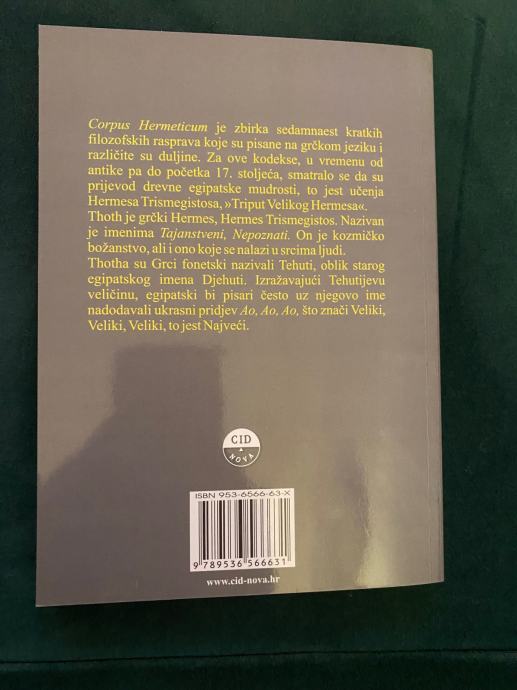 Corpus Hermeticum je zbirka sedamnaest kratkih
filozofskih rasprava koje su pisane na grčkom jeziku i
različite su duljine. Za ove kodekse, u vremenu od
antike pa do početka 17. stoljeća, smatralo se da su
prijevod drevne egipatske mudrosti, to jest učenja
Hermesa Trismegistosa, »Triput Velikog Hermesa«.
Thoth je grčki Hermes, Hermes Trismegistos. Nazivan
je imenima Tajanstveni, Nepoznati. On je kozmičko
božanstvo, ali i ono koje se nalazi u srcima ljudi.
Thotha su Grci fonetski nazivali Tehuti, oblik starog
egipatskog imena Djehuti. Izražavajući Tehutijevu
veličinu, egipatski bi pisari često uz njegovo ime
nadodavali ukrasni pridjev Ao, Ao, Ao, što znači Veliki,
Veliki, Veliki, to jest Najveći.
CID
NOVA
ISBN 953-6566-63-X
9 789536 566631
www.cid-nova.hr